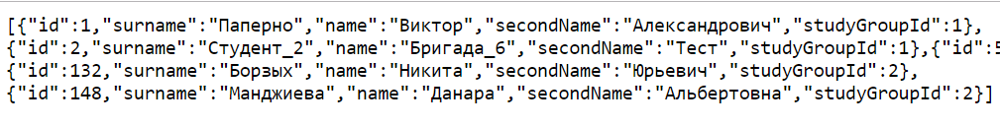 [{"id":1,"surname":"Паперно","name":"Виктор","secondName":"Александрович","studyGroupId":1},
{"id":2,"surname":"Студент_2","name":"Бригада_6","secondName":"Тест","studyGroupId":1},{"id":5
{"id":132,"surname":"Борзых","name":"Никита","secondName":"Юрьевич","studyGroupId":2},
{"id":148,"surname":"Манджиева","name":"Данара","secondName":"Альбертовна","studyGroupId":2}]